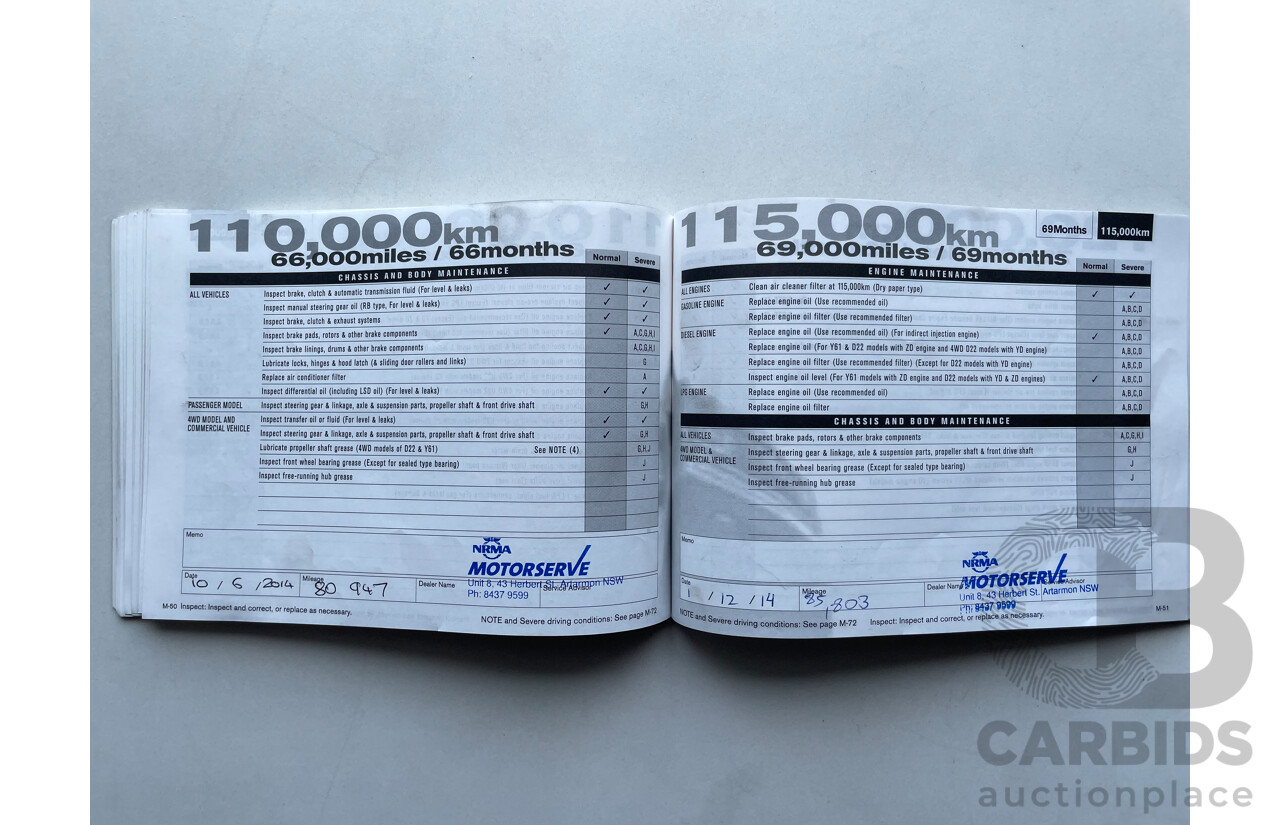 110,000km
66,000miles / 66months
Normal Severe
CHASSIS AND BODY MAINTENANCE
ALL VEHICLES Inspect brake, clutch & automatic transmission fluid (For level & leaks) ✓ ✓
Inspect manual steering gear oil (RB type, For level & leaks) ✓ ✓
Inspect brake, clutch & exhaust systems ✓ ✓
Inspect brake pads, rotors & other brake components ✓ A,C,G,H,I
Inspect brake linings, drums & other brake components A,C,G,H,I
Lubricate locks, hinges & hood latch (& sliding door rollers and links) G
Replace air conditioner filter A
Inspect differential oil (including LSD oil) (For level & leaks) ✓ ✓
PASSENGER MODEL Inspect steering gear & linkage, axle & suspension parts, propeller shaft & front drive shaft G,H
4WD MODEL AND Inspect transfer oil or fluid (For level & leaks) ✓ ✓
COMMERCIAL VEHICLE Inspect steering gear & linkage, axle & suspension parts, propeller shaft & front drive shaft ✓ G,H
Lubricate propeller shaft grease (4WD models of D22 & Y61) See NOTE (4) G,H,J
Inspect front wheel bearing grease (Except for sealed type bearing) J
Inspect free-running hub grease J
Memo
NRMA
MOTORSERVE
Unit 8, 43 Herbert St. Artarmon NSW
Ph: 8437 9599
Date 10 / 6 / 2014 Mileage 80 947 Dealer Name Service Advisor
M-50 Inspect: Inspect and correct, or replace as necessary.
NOTE and Severe driving conditions: See page M-72
115,000km
69,000miles / 69months
69Months 115,000km
Normal Severe
ENGINE MAINTENANCE
ALL ENGINES Clean air cleaner filter at 115,000km (Dry paper type) ✓ ✓
GASOLINE ENGINE Replace engine oil (Use recommended oil) A,B,C,D
Replace engine oil filter (Use recommended filter) A,B,C,D
DIESEL ENGINE Replace engine oil (Use recommended oil) (For indirect injection engine) ✓ A,B,C,D
Replace engine oil (For Y61 & D22 models with ZD engine and 4WD D22 models with YD engine) A,B,C,D
Replace engine oil filter (Use recommended filter) (Except for D22 models with YD engine) A,B,C,D
Inspect engine oil level (For Y61 models with ZD engine and D22 models with YD & ZD engines) ✓ A,B,C,D
LPG ENGINE Replace engine oil (Use recommended oil) A,B,C,D
Replace engine oil filter A,B,C,D
CHASSIS AND BODY MAINTENANCE
ALL VEHICLES Inspect brake pads, rotors & other brake components A,C,G,H,I
4WD MODEL & Inspect steering gear & linkage, axle & suspension parts, propeller shaft & front drive shaft G,H
COMMERCIAL VEHICLE Inspect front wheel bearing grease (Except for sealed type bearing) J
Inspect free-running hub grease J
Memo
NRMA
MOTORSERVE
Unit 8, 43 Herbert St. Artarmon NSW
Ph: 8437 9599
Date 1 / 12 / 14 Mileage 85,803 Dealer Name Service Advisor
NOTE and Severe driving conditions: See page M-72 Inspect: Inspect and correct, or replace as necessary. M-51
CARBIDS
auctionplace